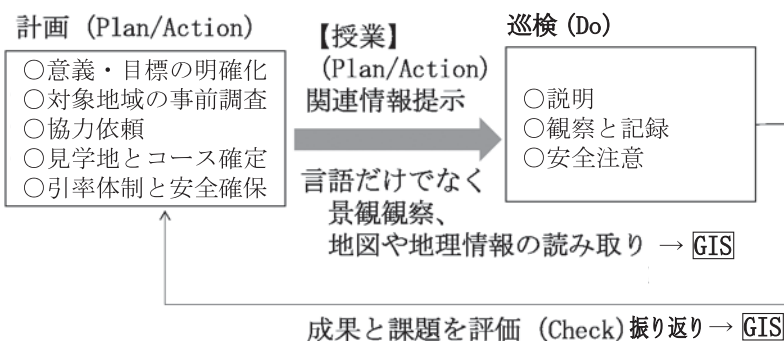 計画 (Plan/Action)
○意義・目標の明確化
○対象地域の事前調査
○協力依頼
○見学地とコース確定
○引率体制と安全確保
【授業】
(Plan/Action)
関連情報提示
言語だけでなく
景観観察、
地図や地理情報の読み取り → GIS
巡検 (Do)
○説明
○観察と記録
○安全注意
成果と課題を評価 (Check) 振り返り → GIS